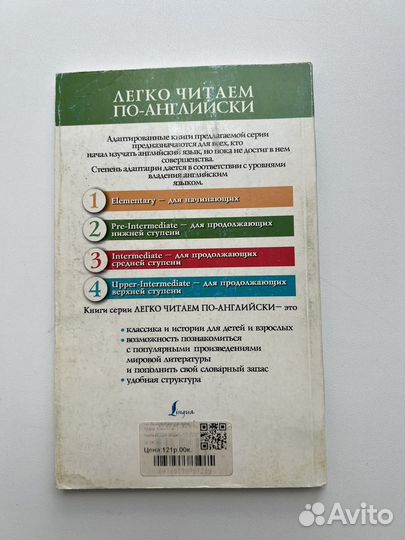 ЛЕГКО ЧИТАЕМ
ПО-АНГЛИЙСКИ
Адаптированные книги предлагаемой серии
предназначаются для всех, кто
начал изучать английский язык, но пока не достиг в нем
совершенства.
Степень адаптации дается в соответствии с уровнями
владения английским
языком.
1 Elementary – для начинающих
2 Pre-Intermediate – для продолжающих
нижней ступени
3 Intermediate – для продолжающих
средней ступени
4 Upper-Intermediate – для продолжающих
верхней ступени
Книги серии ЛЕГКО ЧИТАЕМ ПО-АНГЛИЙСКИ – это
• классика и истории для детей и взрослых
• возможность познакомиться
с популярными произведениями
мировой литературы
и пополнить свой словарный запас
• удобная структура
Lingua
Цена:121р.00к.
Avito